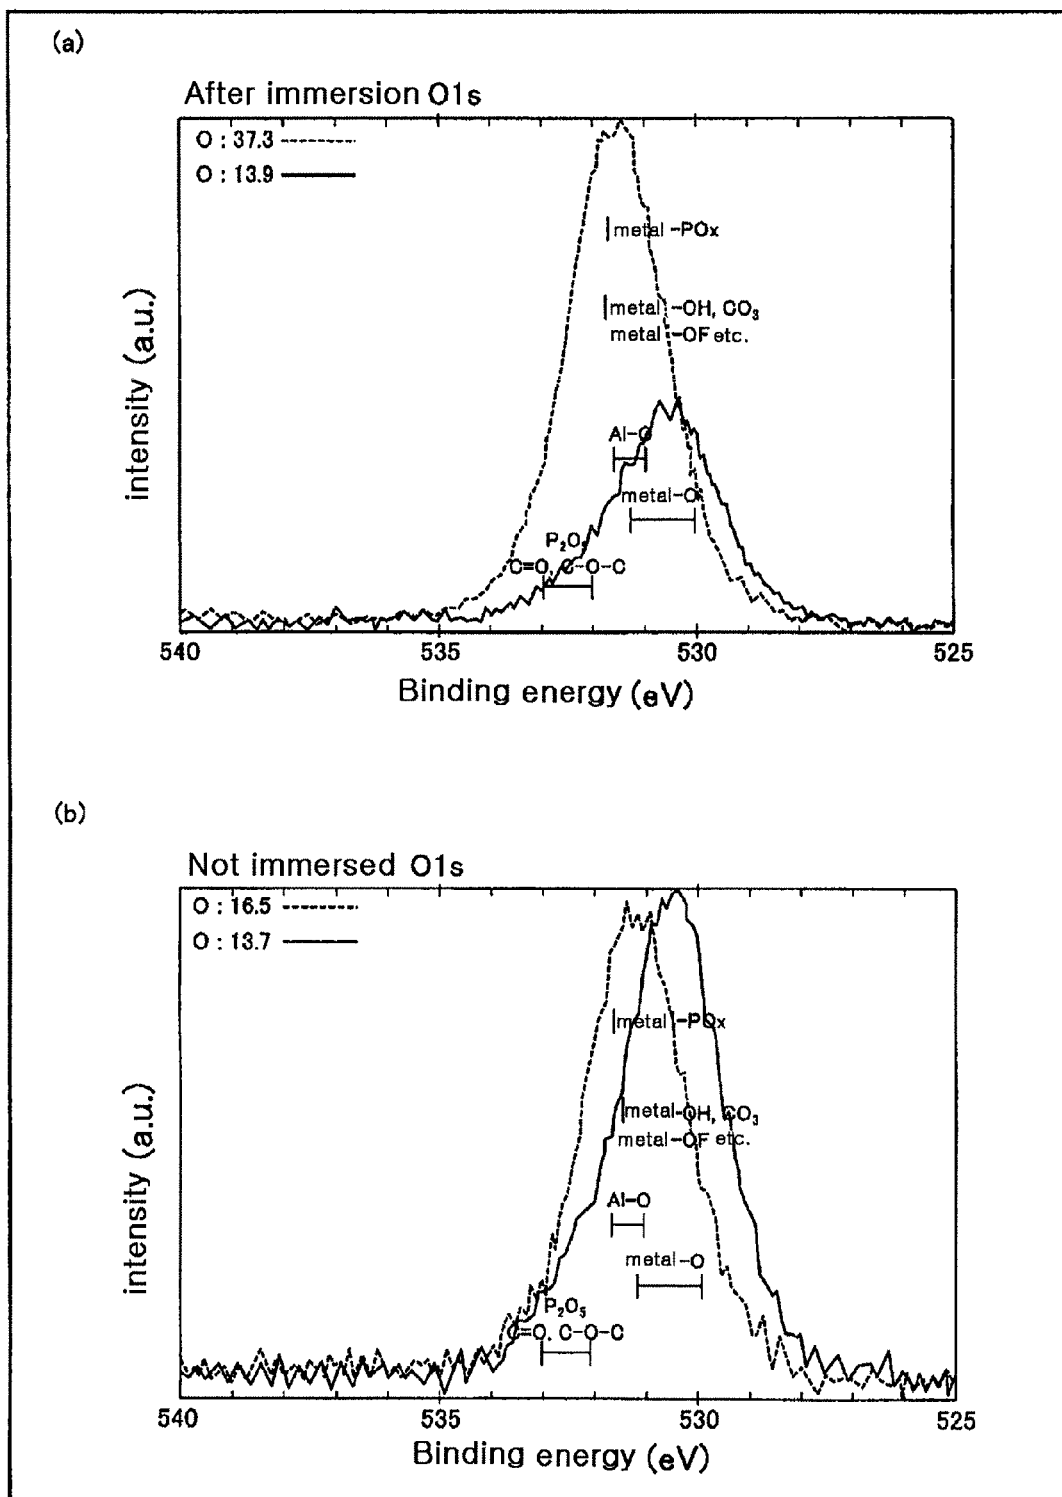 (a)
After immersion O1s
O : 37.3
O : 13.9
metal-POx
metal-OH, CO₃
metal-OF etc.
Al-O
metal-O
P₂O₅
C=O, C-O-C
intensity (a.u.)
540 535 530 525
Binding energy (eV)
(b)
Not immersed O1s
O : 16.5
O : 13.7
metal-POx
metal-OH, CO₃
metal-OF etc.
Al-O
metal-O
P₂O₅
C=O, C-O-C
intensity (a.u.)
540 535 530 525
Binding energy (eV)